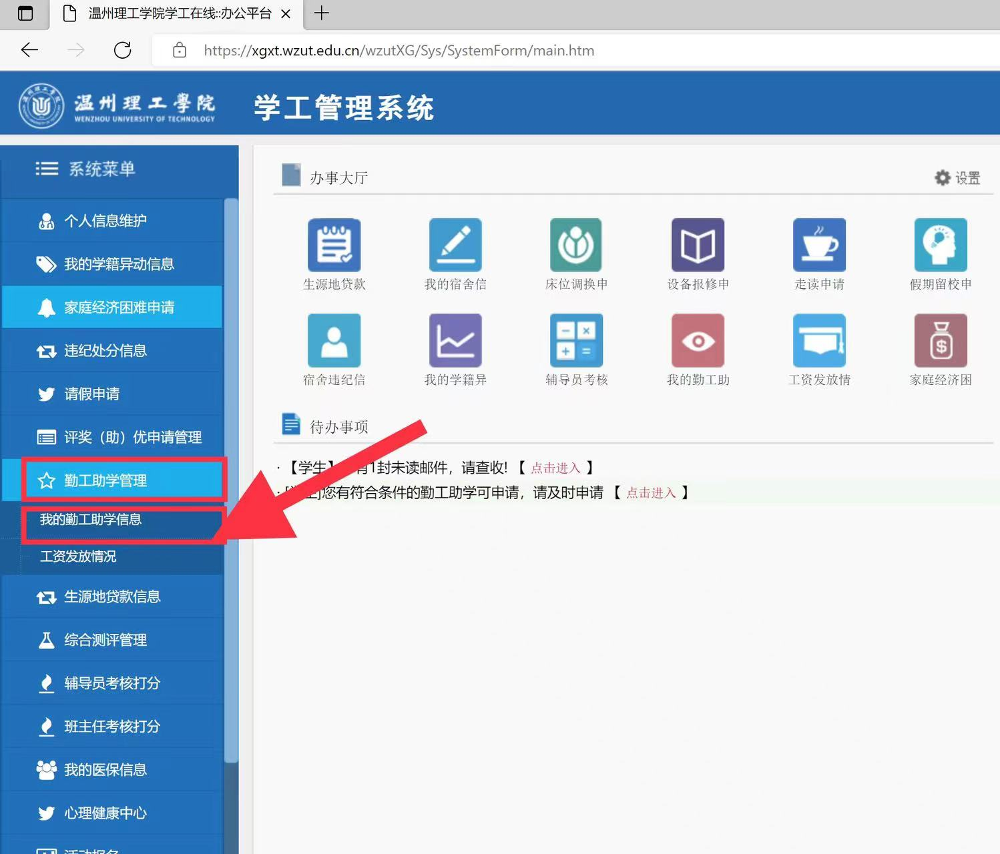 温州理工学院学工在线::办公平台
https://xgxt.wzut.edu.cn/wzutXG/Sys/SystemForm/main.htm
温州理工學院
WENZHOU UNIVERSITY OF TECHNOLOGY
学工管理系统
系统菜单
个人信息维护
我的学籍异动信息
家庭经济困难申请
违纪处分信息
请假申请
评奖（助）优申请管理
勤工助学管理
我的勤工助学信息
工资发放情况
生源地贷款信息
综合测评管理
辅导员考核打分
班主任考核打分
我的医保信息
心理健康中心
办事大厅
设置
生源地贷款
我的宿舍信
床位调换申
设备报修申
走读申请
假期留校申
宿舍违纪信
我的学籍异
辅导员考核
我的勤工助
工资发放情
家庭经济困
待办事项
·【学生】有1封未读邮件，请查收!【 点击进入 】
·您有符合条件的勤工助学可申请，请及时申请 【 点击进入 】